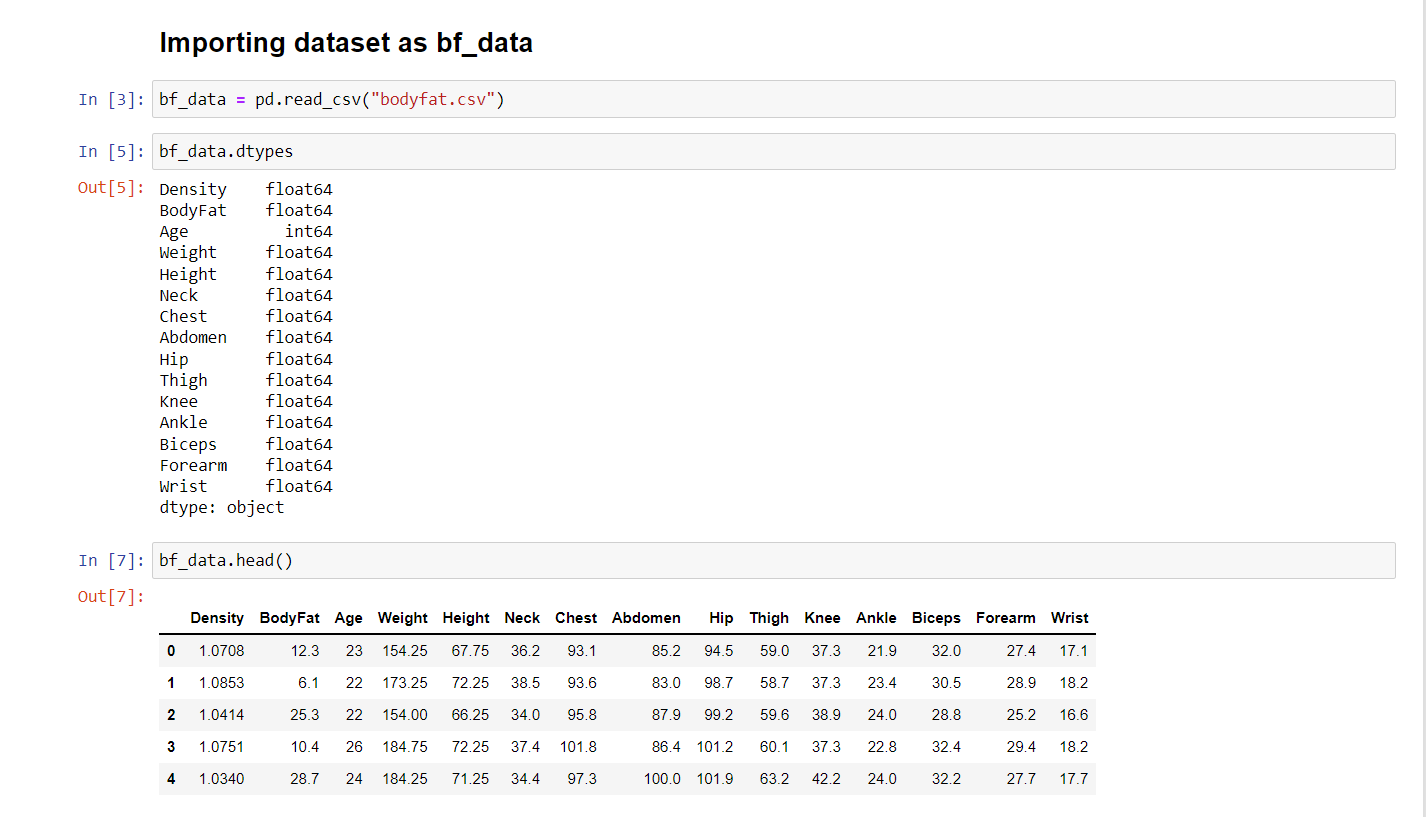 Importing dataset as bf_data
In [3]: bf_data = pd.read_csv("bodyfat.csv")
In [5]: bf_data.dtypes
Out[5]: Density    float64
BodyFat    float64
Age          int64
Weight     float64
Height     float64
Neck       float64
Chest      float64
Abdomen    float64
Hip        float64
Thigh      float64
Knee       float64
Ankle      float64
Biceps     float64
Forearm    float64
Wrist      float64
dtype: object
In [7]: bf_data.head()
Out[7]:
Density BodyFat Age Weight Height Neck Chest Abdomen Hip Thigh Knee Ankle Biceps Forearm Wrist
0 1.0708 12.3 23 154.25 67.75 36.2 93.1 85.2 94.5 59.0 37.3 21.9 32.0 27.4 17.1
1 1.0853 6.1 22 173.25 72.25 38.5 93.6 83.0 98.7 58.7 37.3 23.4 30.5 28.9 18.2
2 1.0414 25.3 22 154.00 66.25 34.0 95.8 87.9 99.2 59.6 38.9 24.0 28.8 25.2 16.6
3 1.0751 10.4 26 184.75 72.25 37.4 101.8 86.4 101.2 60.1 37.3 22.8 32.4 29.4 18.2
4 1.0340 28.7 24 184.25 71.25 34.4 97.3 100.0 101.9 63.2 42.2 24.0 32.2 27.7 17.7